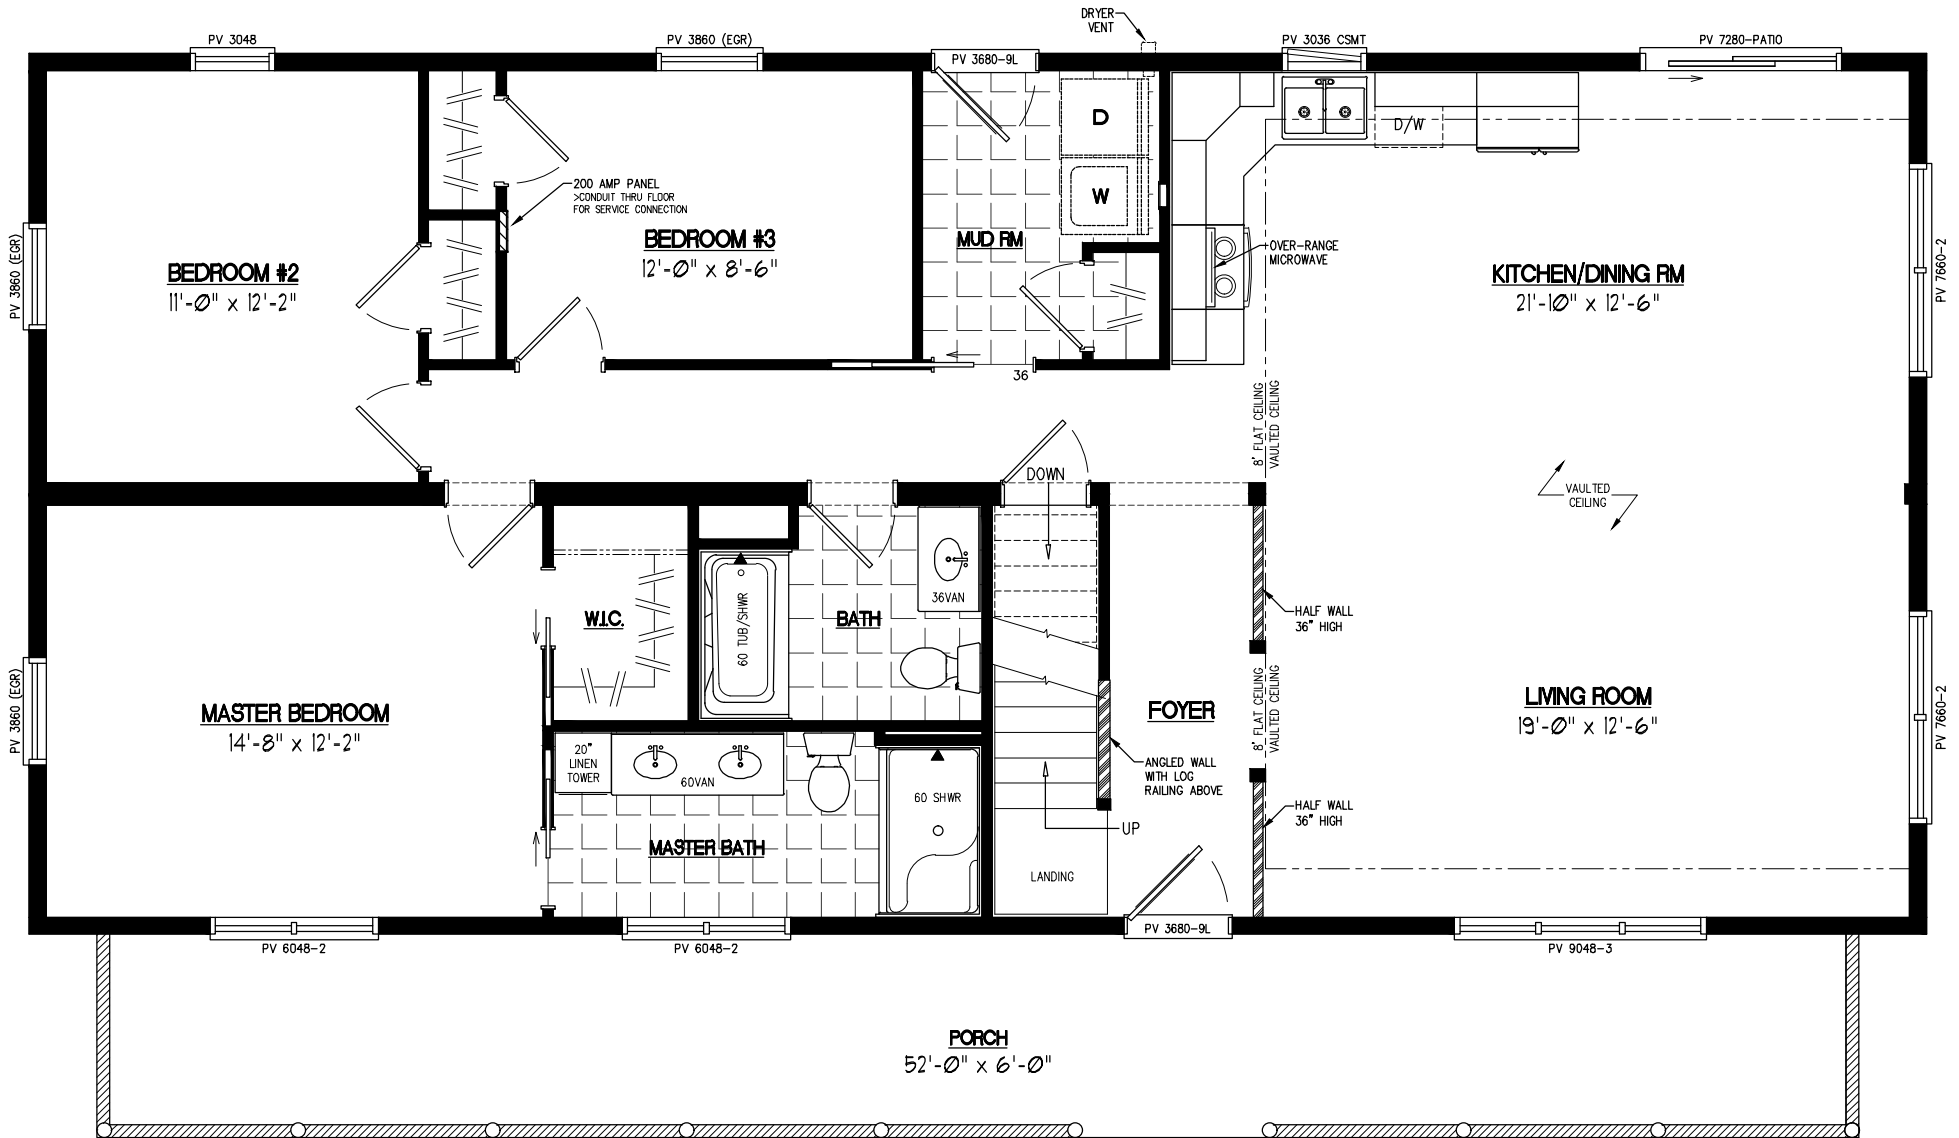 DRYER
VENT
PV 3048
PV 3860 (EGR)
PV 3680-9L
PV 3036 CSMT
PV 7280-PATIO
D
D/W
W
200 AMP PANEL
>CONDUIT THRU FLOOR
FOR SERVICE CONNECTION
PV 3860 (EGR)
BEDROOM #2
11'-0" x 12'-2"
BEDROOM #3
12'-0" x 8'-6"
MUD RM
OVER-RANGE
MICROWAVE
KITCHEN/DINING RM
21'-10" x 12'-6"
PV 7660-2
36
8' FLAT CEILING
VAULTED CEILING
DOWN
VAULTED
CEILING
W.I.C.
60 TUB/SHWR
BATH
36VAN
HALF WALL
36" HIGH
PV 3860 (EGR)
MASTER BEDROOM
14'-8" x 12'-2"
FOYER
8' FLAT CEILING
VAULTED CEILING
LIVING ROOM
19'-0" x 12'-6"
PV 7660-2
20"
LINEN
TOWER
60VAN
60 SHWR
ANGLED WALL
WITH LOG
RAILING ABOVE
HALF WALL
36" HIGH
UP
MASTER BATH
LANDING
PV 6048-2
PV 6048-2
PV 3680-9L
PV 9048-3
PORCH
52'-0" x 6'-0"